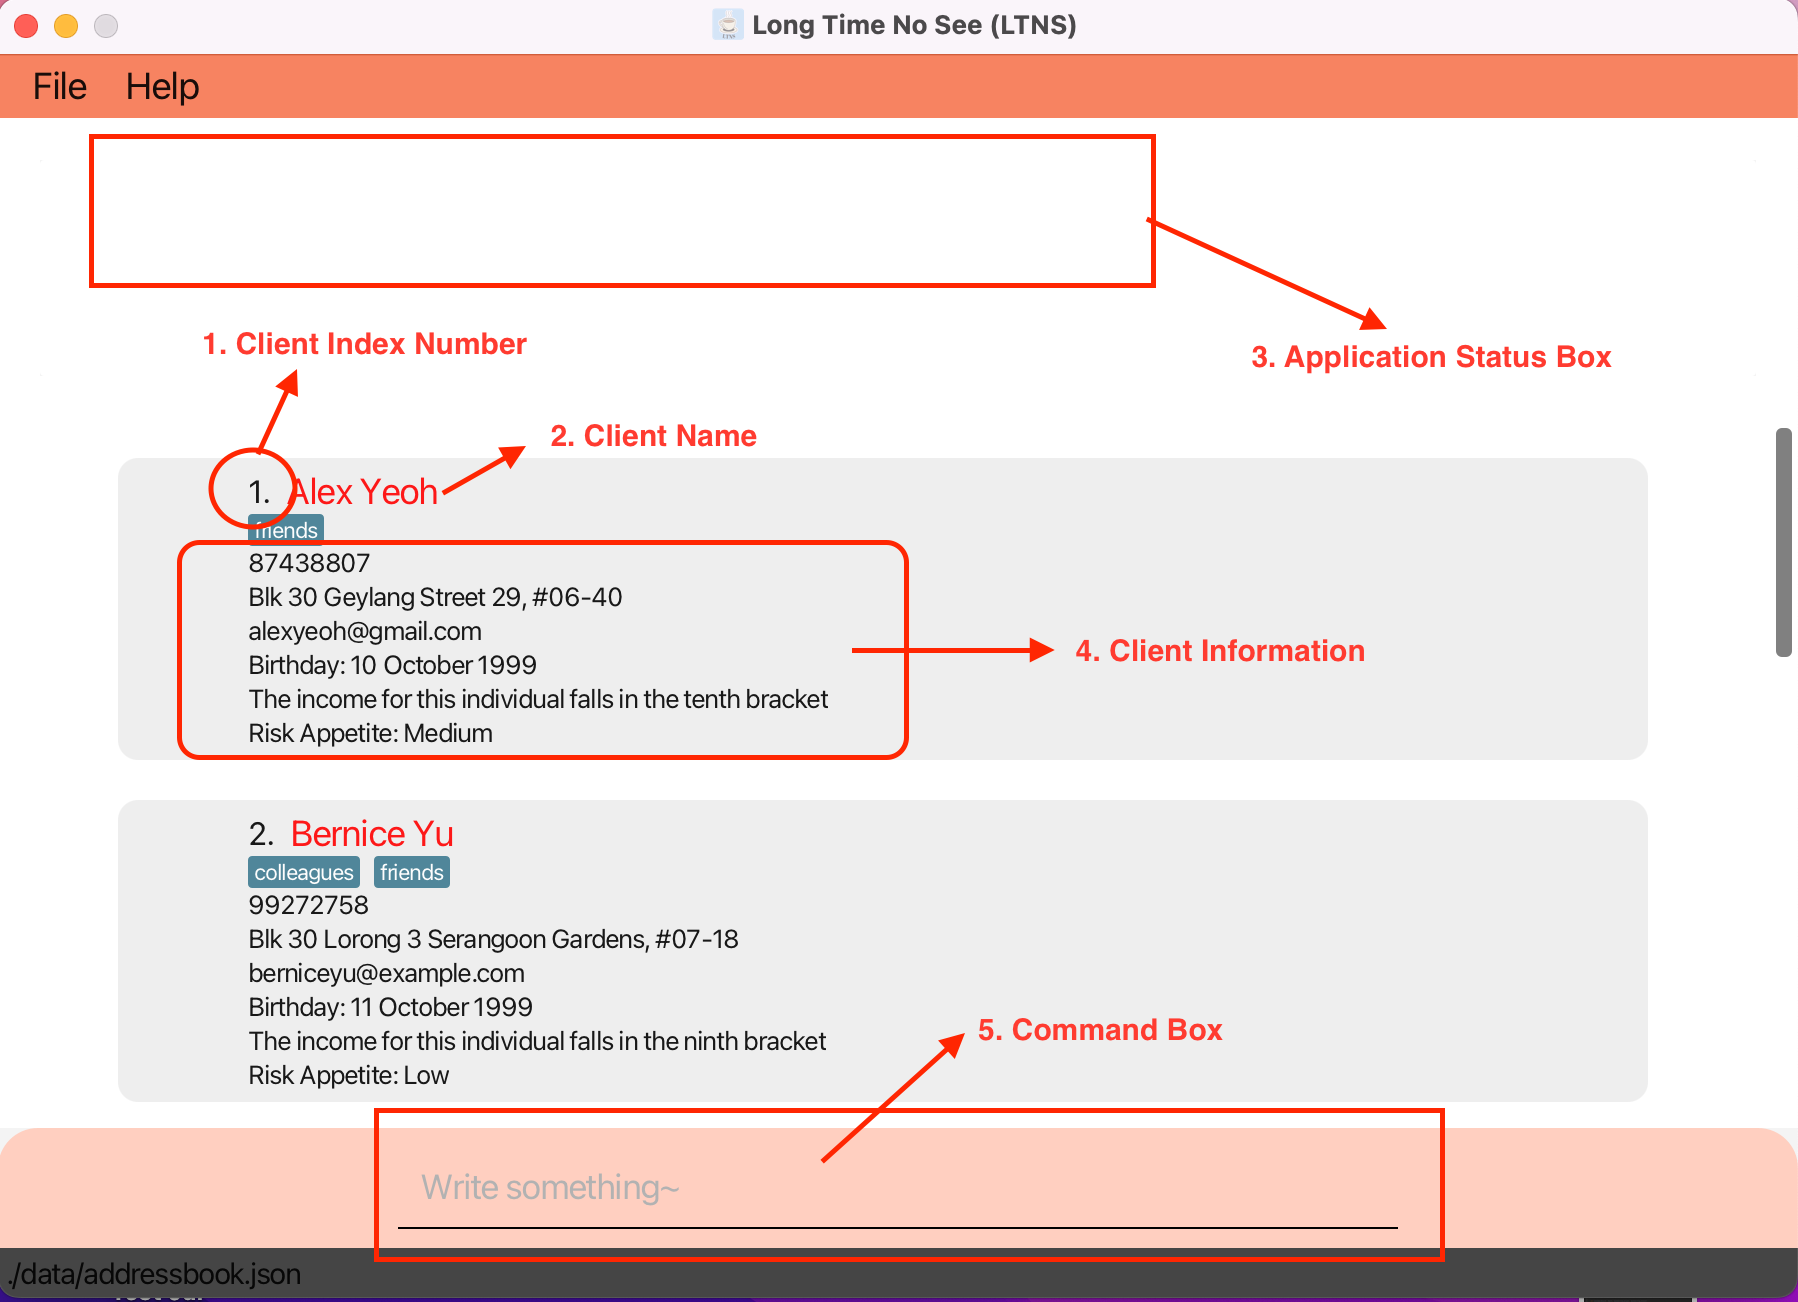 Long Time No See (LTNS)
File Help
1. Client Index Number
3. Application Status Box
2. Client Name
1. Alex Yeoh
friends
87438807
Blk 30 Geylang Street 29, #06-40
alexyeoh@gmail.com
4. Client Information
Birthday: 10 October 1999
The income for this individual falls in the tenth bracket
Risk Appetite: Medium
2. Bernice Yu
colleagues friends
99272758
Blk 30 Lorong 3 Serangoon Gardens, #07-18
berniceyu@example.com
Birthday: 11 October 1999
5. Command Box
The income for this individual falls in the ninth bracket
Risk Appetite: Low
Write something~
./data/addressbook.json